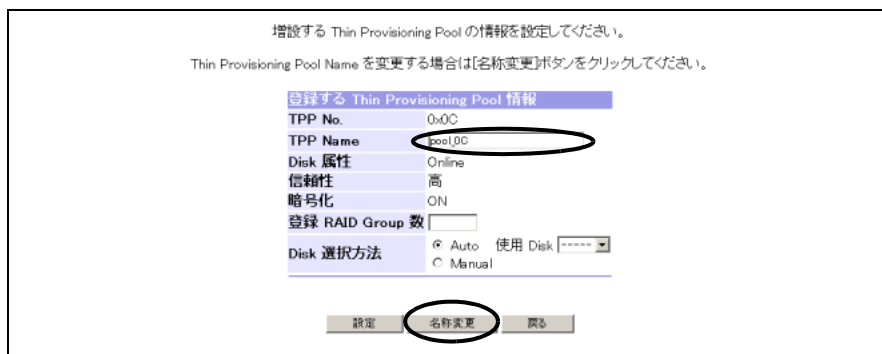 増設する Thin Provisioning Pool の情報を設定してください。
Thin Provisioning Pool Name を変更する場合は[名称変更]ボタンをクリックしてください。
登録する Thin Provisioning Pool 情報
TPP No. 0x0C
TPP Name pool_0C
Disk 属性 Online
信頼性 高
暗号化 ON
登録 RAID Group 数
Disk 選択方法 Auto 使用 Disk -----
Manual
設定 名称変更 戻る